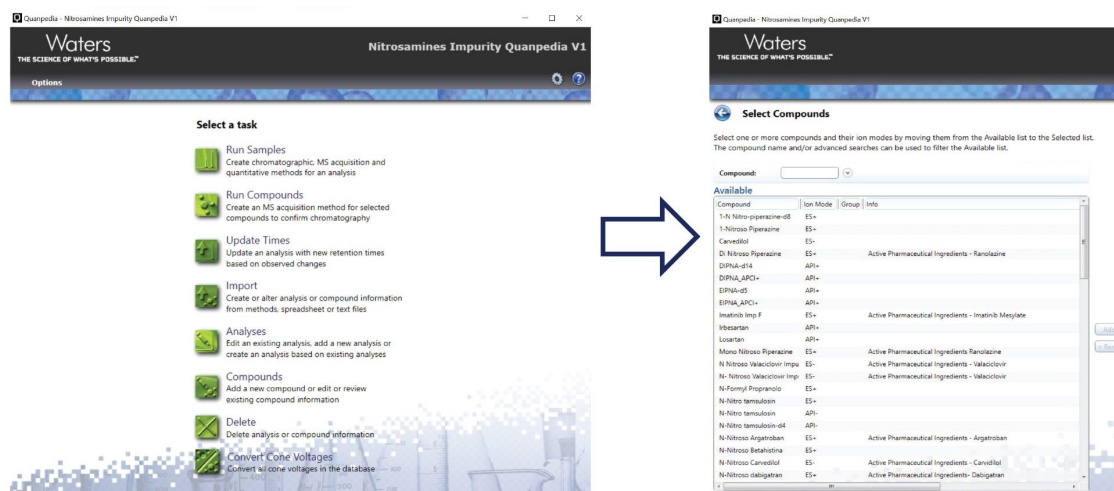 Quanpedia - Nitrosamines Impurity Quanpedia V1
Waters
THE SCIENCE OF WHAT'S POSSIBLE.™
Nitrosamines Impurity Quanpedia V1
Options
Select a task
Run Samples
Create chromatographic, MS acquisition and
quantitative methods for an analysis
Run Compounds
Create an MS acquisition method for selected
compounds to confirm chromatography
Update Times
Update an analysis with new retention times
based on observed changes
Import
Create or alter analysis or compound information
from methods, spreadsheet or text files
Analyses
Edit an existing analysis, add a new analysis or
create an analysis based on existing analyses
Compounds
Add a new compound or edit or review
existing compound information
Delete
Delete analysis or compound information
Convert Cone Voltages
Convert all cone voltages in the database
Quanpedia - Nitrosamines Impurity Quanpedia V1
Waters
THE SCIENCE OF WHAT'S POSSIBLE.™
Select Compounds
Select one or more compounds and their ion modes by moving them from the Available list to the Selected list.
The compound name and/or advanced searches can be used to filter the Available list.
Compound:
Available
Compound Ion Mode Group Info
1-N Nitro-piperazine-d8 ES+
1-Nitroso Piperazine ES+
Carvedilol ES-
Di Nitroso Piperazine ES+ Active Pharmaceutical Ingredients - Ranolazine
DIPNA-d14 API+
DIPNA_APCI+ API+
EIPNA-d5 API+
EIPNA_APCI+ API+
Imatinib Imp F ES+ Active Pharmaceutical Ingredients - Imatinib Mesylate
Irbesartan API+
Losartan API+
Mono Nitroso Piperazine ES+ Active Pharmaceutical Ingredients Ranolazine
N Nitroso Valaciclovir Impu ES- Active Pharmaceutical Ingredients - Valaciclovir
N- Nitroso Valaciclovir Imp ES- Active Pharmaceutical Ingredients - Valaciclovir
N-Formyl Propranolo ES+
N-Nitro tamsulosin ES+
N-Nitro tamsulosin API-
N-Nitro tamsulosin-d4 API-
N-Nitroso Argatroban ES+ Active Pharmaceutical Ingredients - Argatroban
N-Nitroso Betahistina ES+
N-Nitroso Carvedilol ES- Active Pharmaceutical Ingredients - Carvidilol
N-Nitroso dabigatran ES+ Active Pharmaceutical Ingredients- Dabigatran